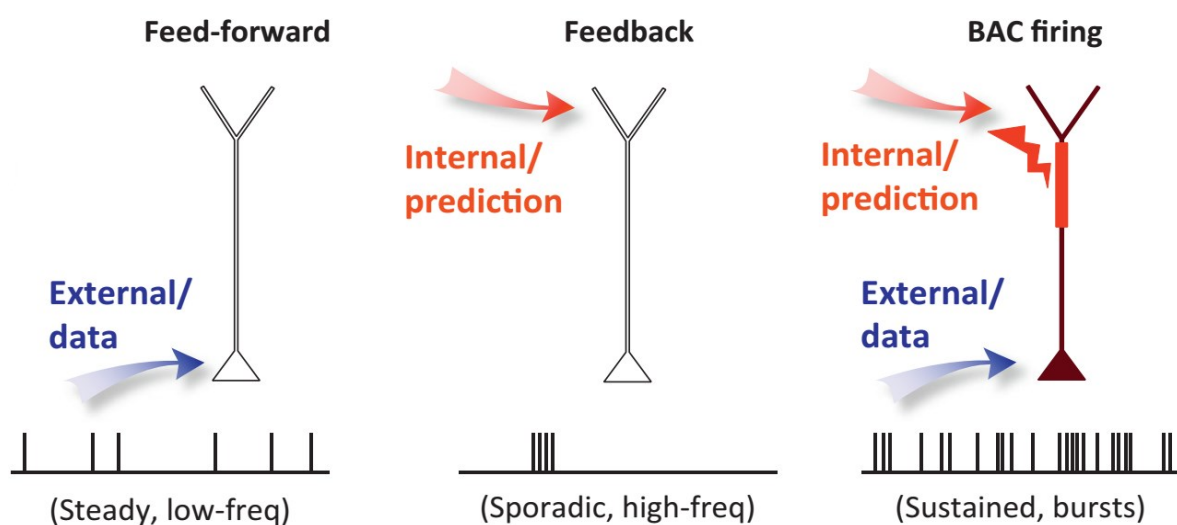 Feed-forward
Feedback
BAC firing
Internal/
prediction
Internal/
prediction
External/
data
External/
data
(Steady, low-freq)
(Sporadic, high-freq)
(Sustained, bursts)